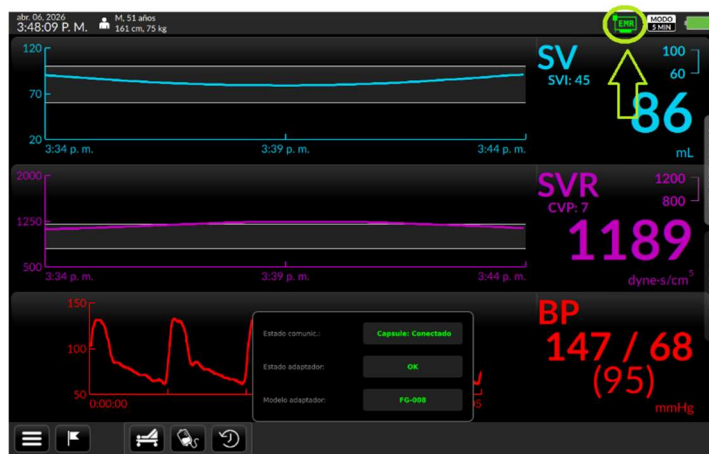 abr. 06, 2026
3:48:09 P. M.
M, 51 años
161 cm, 75 kg
EMR
MODO
5 MIN
120
70
20
3:34 p. m.
3:39 p. m.
3:44 p. m.
SV
SVI: 45
100
60
86
mL
2000
1250
500
3:34 p. m.
3:39 p. m.
3:44 p. m.
SVR
CVP: 7
1200
800
1189
dyne-s/cm⁵
150
100
50
0:00:00
Estado comunic.:
Capsule: Conectado
Estado adaptador:
OK
Modelo adaptador:
FG-008
BP
147 / 68
(95)
mmHg